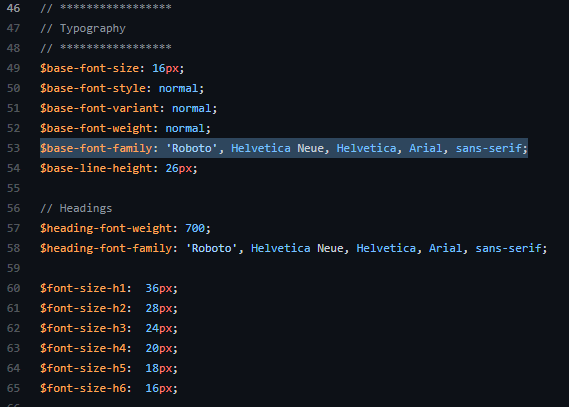 46 // *****************
47 // Typography
48 // *****************
49 $base-font-size: 16px;
50 $base-font-style: normal;
51 $base-font-variant: normal;
52 $base-font-weight: normal;
53 $base-font-family: 'Roboto', Helvetica Neue, Helvetica, Arial, sans-serif;
54 $base-line-height: 26px;
55
56 // Headings
57 $heading-font-weight: 700;
58 $heading-font-family: 'Roboto', Helvetica Neue, Helvetica, Arial, sans-serif;
59
60 $font-size-h1:  36px;
61 $font-size-h2:  28px;
62 $font-size-h3:  24px;
63 $font-size-h4:  20px;
64 $font-size-h5:  18px;
65 $font-size-h6:  16px;